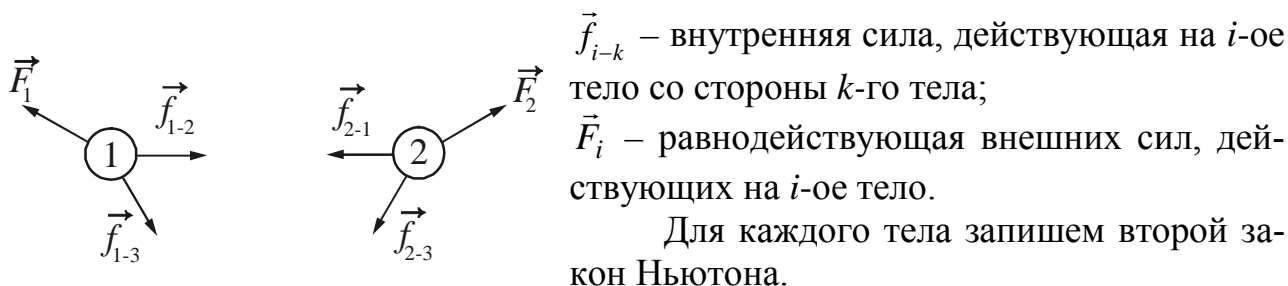 F₁ f₁₋₂ f₂₋₁ F₂
1 2
f₁₋₃ f₂₋₃
f i–k – внутренняя сила, действующая на i-ое
тело со стороны k-го тела;
F i – равнодействующая внешних сил, дей-
ствующих на i-ое тело.
Для каждого тела запишем второй за-
кон Ньютона.